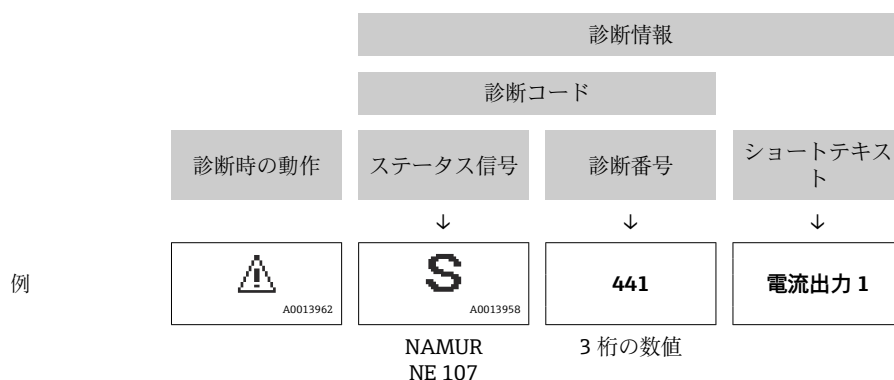 診断情報
診断コード
診断時の動作
ステータス信号
診断番号
ショートテキス
ト
↓
↓
↓
例
A0013962
S
A0013958
441
電流出力 1
NAMUR
NE 107
3 桁の数値